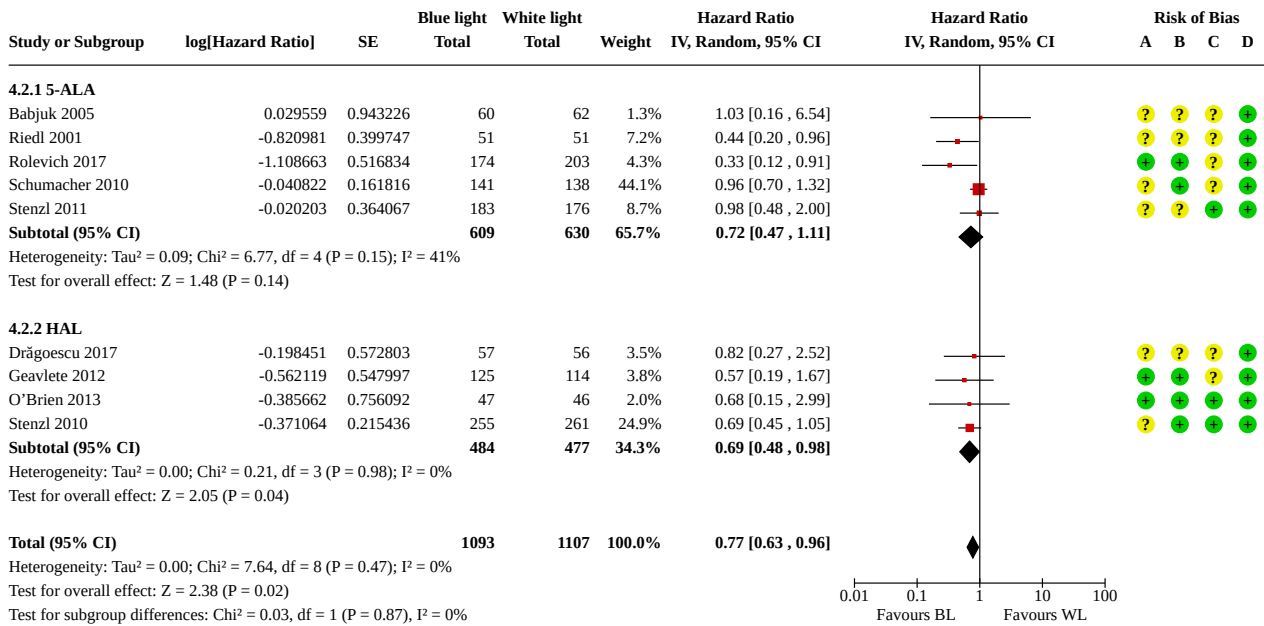 Blue light White light Hazard Ratio Hazard Ratio Risk of Bias
Study or Subgroup log[Hazard Ratio] SE Total Total Weight IV, Random, 95% CI IV, Random, 95% CI A B C D
4.2.1 5-ALA
Babjuk 2005 0.029559 0.943226 60 62 1.3% 1.03 [0.16 , 6.54] ? ? ? +
Riedl 2001 -0.820981 0.399747 51 51 7.2% 0.44 [0.20 , 0.96] ? ? ? +
Rolevich 2017 -1.108663 0.516834 174 203 4.3% 0.33 [0.12 , 0.91] + + ? +
Schumacher 2010 -0.040822 0.161816 141 138 44.1% 0.96 [0.70 , 1.32] ? + ? +
Stenzl 2011 -0.020203 0.364067 183 176 8.7% 0.98 [0.48 , 2.00] ? ? + +
Subtotal (95% CI) 609 630 65.7% 0.72 [0.47 , 1.11]
Heterogeneity: Tau² = 0.09; Chi² = 6.77, df = 4 (P = 0.15); I² = 41%
Test for overall effect: Z = 1.48 (P = 0.14)
4.2.2 HAL
Drăgoescu 2017 -0.198451 0.572803 57 56 3.5% 0.82 [0.27 , 2.52] ? ? ? +
Geavlete 2012 -0.562119 0.547997 125 114 3.8% 0.57 [0.19 , 1.67] + + ? +
O’Brien 2013 -0.385662 0.756092 47 46 2.0% 0.68 [0.15 , 2.99] + + + +
Stenzl 2010 -0.371064 0.215436 255 261 24.9% 0.69 [0.45 , 1.05] ? + + +
Subtotal (95% CI) 484 477 34.3% 0.69 [0.48 , 0.98]
Heterogeneity: Tau² = 0.00; Chi² = 0.21, df = 3 (P = 0.98); I² = 0%
Test for overall effect: Z = 2.05 (P = 0.04)
Total (95% CI) 1093 1107 100.0% 0.77 [0.63 , 0.96]
Heterogeneity: Tau² = 0.00; Chi² = 7.64, df = 8 (P = 0.47); I² = 0%
Test for overall effect: Z = 2.38 (P = 0.02)
0.01 0.1 1 10 100
Test for subgroup differences: Chi² = 0.03, df = 1 (P = 0.87), I² = 0%
Favours BL Favours WL